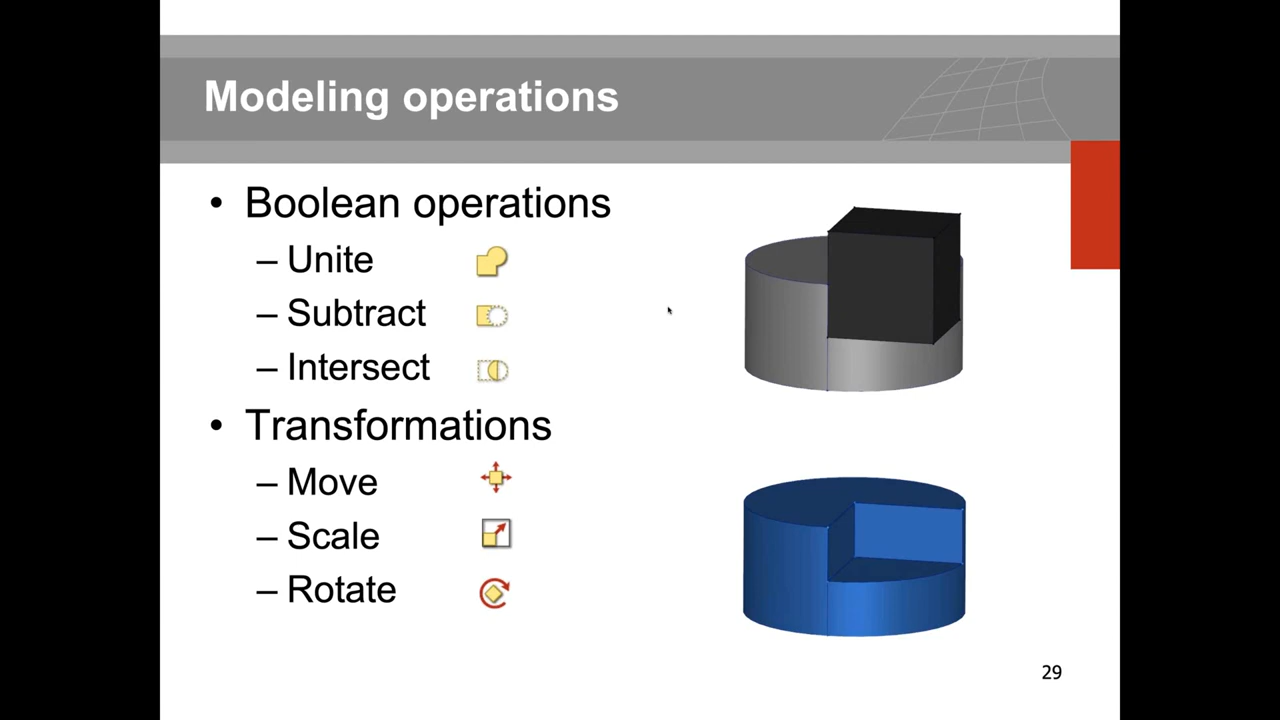 Modeling operations
• Boolean operations
– Unite
– Subtract
– Intersect
• Transformations
– Move
– Scale
– Rotate
29